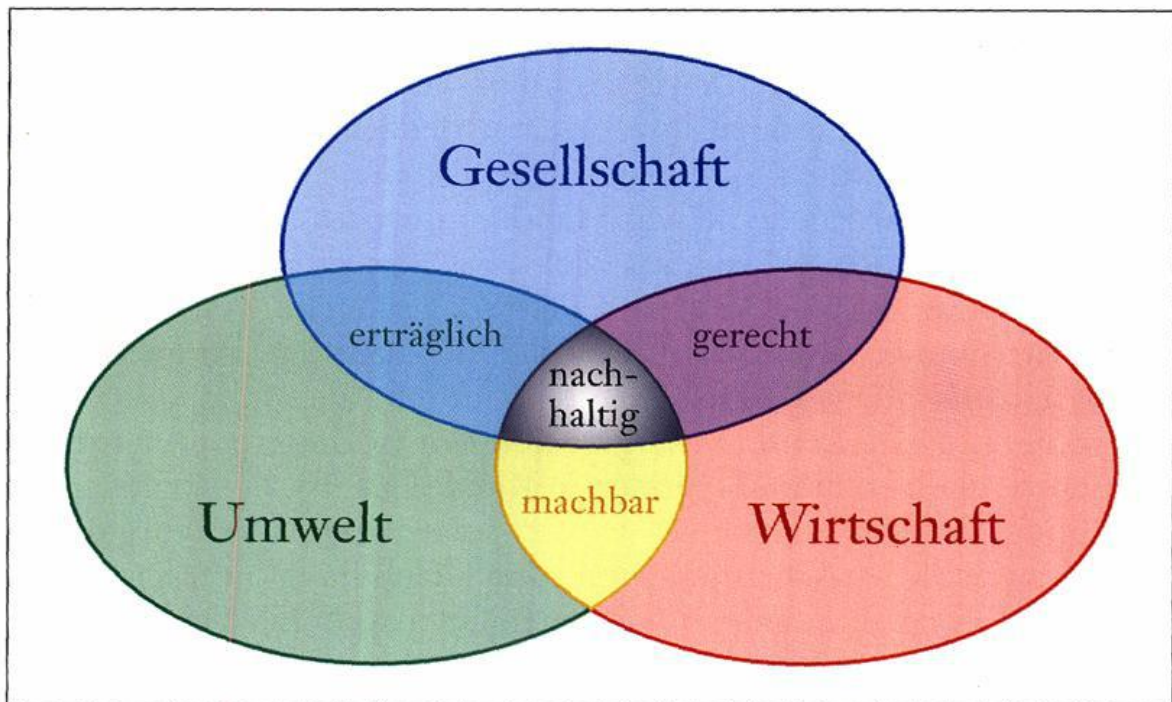 Gesellschaft
erträglich
gerecht
nach-
haltig
machbar
Umwelt
Wirtschaft